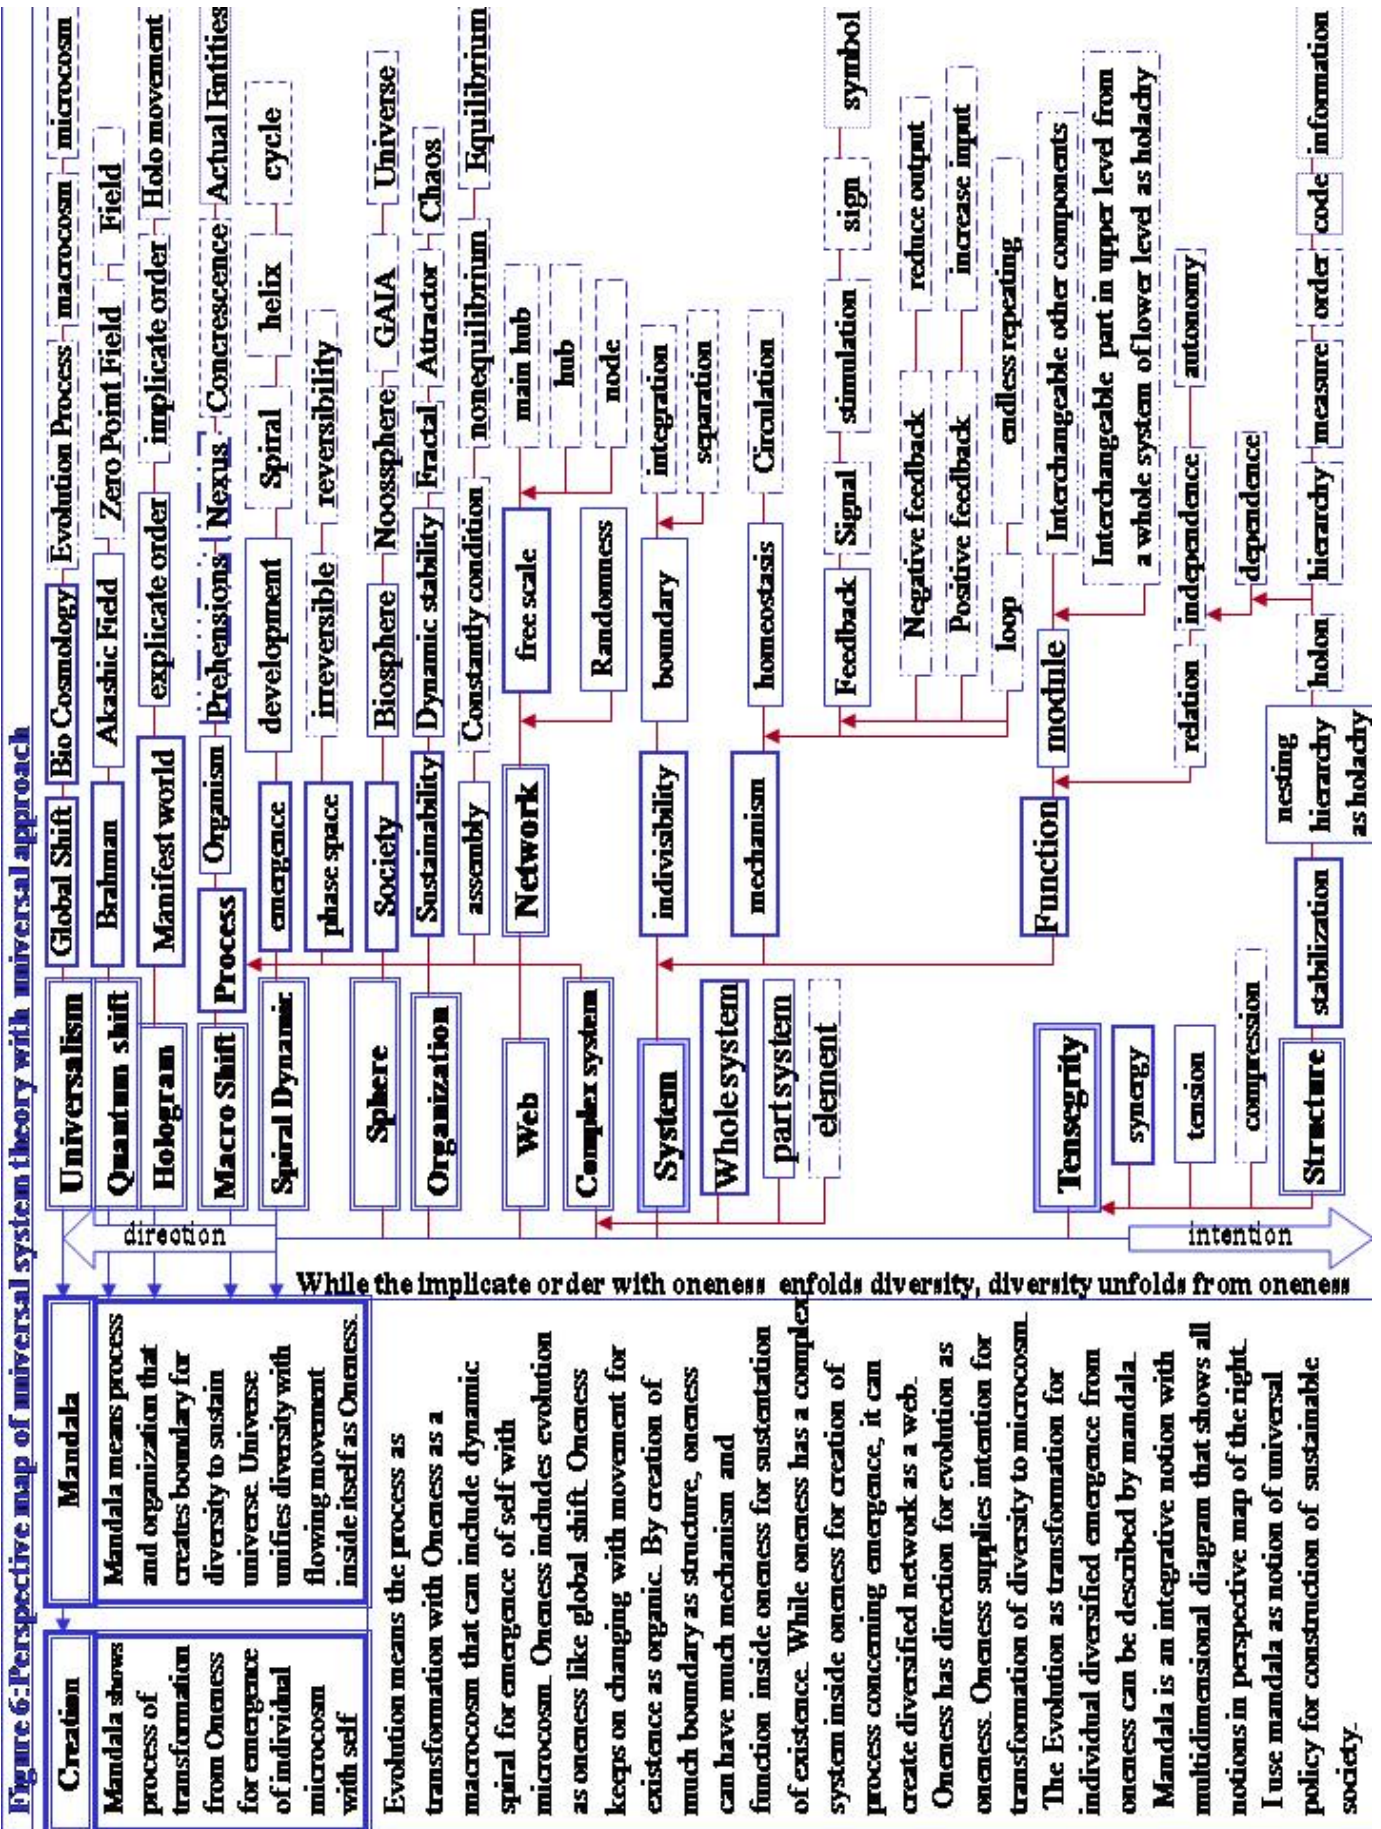 Figure 6:Perspective map of universal system theory with universal approach
Creation
Mandala shows
process of
transformation
from Oneness
for emergence
of individual
microcosm
with self
Mandala
Mandala means process
and organization that
creates boundary for
diversity to sustain
universe. Universe
unifies diversity with
flowing movement
inside itself as Oneness.
Evolution means the process as
transformation with Oneness as a
macrocosm that can include dynamic
spiral for emergence of self with
microcosm. Oneness includes evolution
as oneness like global shift. Oneness
keeps on changing with movement for
existence as organic. By creation of
much boundary as structure, oneness
can have much mechanism and
function inside oneness for sustentation
of existence. While oneness has a complex
system inside oneness for creation of
process concerning emergence, it can
create diversified network as a web.
Oneness has direction for evolution as
oneness. Oneness supplies intention for
transformation of diversity to microcosm.
The Evolution as transformation for
individual diversified emergence from
oneness can be described by mandala.
Mandala is an integrative notion with
multidimensional diagram that shows all
notions in perspective map of the right.
I use mandala as notion of universal
policy for construction of sustainable
society.
While the implicate order with oneness enfolds diversity, diversity unfolds from oneness
direction
intention
Universalism
Global Shift
Bio Cosmology
Evolution Process
macrocosm
microcosm
Quantum shift
Brahman
Akashic Field
Zero Point Field
Field
Hologram
Manifest world
explicate order
implicate order
Holo movement
Macro Shift
Process
Organism
Prehensions
Nexus
Concrescence
Actual Entities
Spiral Dynamic
emergence
development
Spiral
helix
cycle
phase space
irreversible
reversibility
Sphere
Society
Biosphere
Noossphere
GAIA
Universe
Organization
Sustainability
Dynamic stability
Fractal
Attractor
Chaos
assembly
Constantly condition
nonequilibrium
Equilibrium
Web
Network
free scale
main hub
hub
node
Randomness
Complex system
System
indivisibility
boundary
integration
separation
Whole system
part system
element
mechanism
homeostasis
Circulation
Feedback
Signal
stimulation
sign
symbol
Negative feedback
reduce output
Positive feedback
increase input
loop
endless repeating
Function
module
Interchangeable other components
Interchangeable part in upper level from
a whole system of lower level as holachy
relation
independence
autonomy
dependence
Tensegrity
synergy
tension
compression
Structure
stabilization
nesting
hierarchy
as holachy
holon
hierarchy
measure
order
code
information